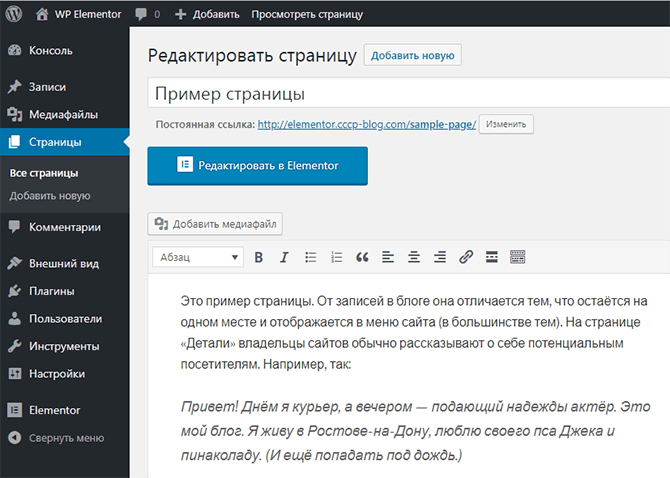 WP Elementor 0 + Добавить Просмотреть страницу
Консоль
Записи
Медиафайлы
Страницы
Все страницы
Добавить новую
Комментарии
Внешний вид
Плагины
Пользователи
Инструменты
Настройки
Elementor
Свернуть меню
Редактировать страницу Добавить новую
Пример страницы
Постоянная ссылка: http://elementor.cccp-blog.com/sample-page/ Изменить
Редактировать в Elementor
Добавить медиафайл
Абзац B I
Это пример страницы. От записей в блоге она отличается тем, что остаётся на
одном месте и отображается в меню сайта (в большинстве тем). На странице
«Детали» владельцы сайтов обычно рассказывают о себе потенциальным
посетителям. Например, так:
Привет! Днём я курьер, а вечером — подающий надежды актёр. Это
мой блог. Я живу в Ростове-на-Дону, люблю своего пса Джека и
пинаколаду. (И ещё попадать под дождь.)